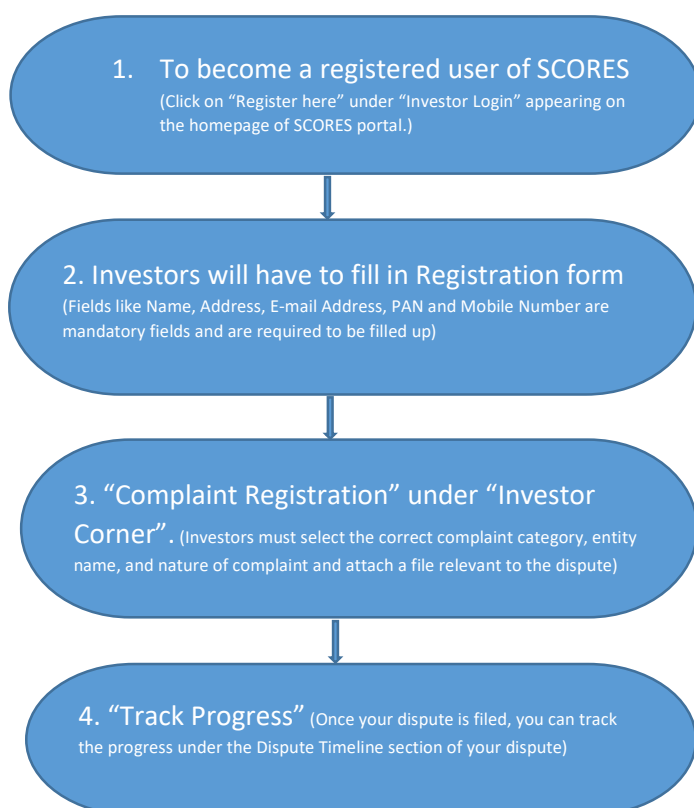 1. To become a registered user of SCORES
(Click on “Register here” under “Investor Login” appearing on
the homepage of SCORES portal.)
2. Investors will have to fill in Registration form
(Fields like Name, Address, E-mail Address, PAN and Mobile Number are
mandatory fields and are required to be filled up)
3. “Complaint Registration” under “Investor
Corner”. (Investors must select the correct complaint category, entity
name, and nature of complaint and attach a file relevant to the dispute)
4. “Track Progress” (Once your dispute is filed, you can track
the progress under the Dispute Timeline section of your dispute)